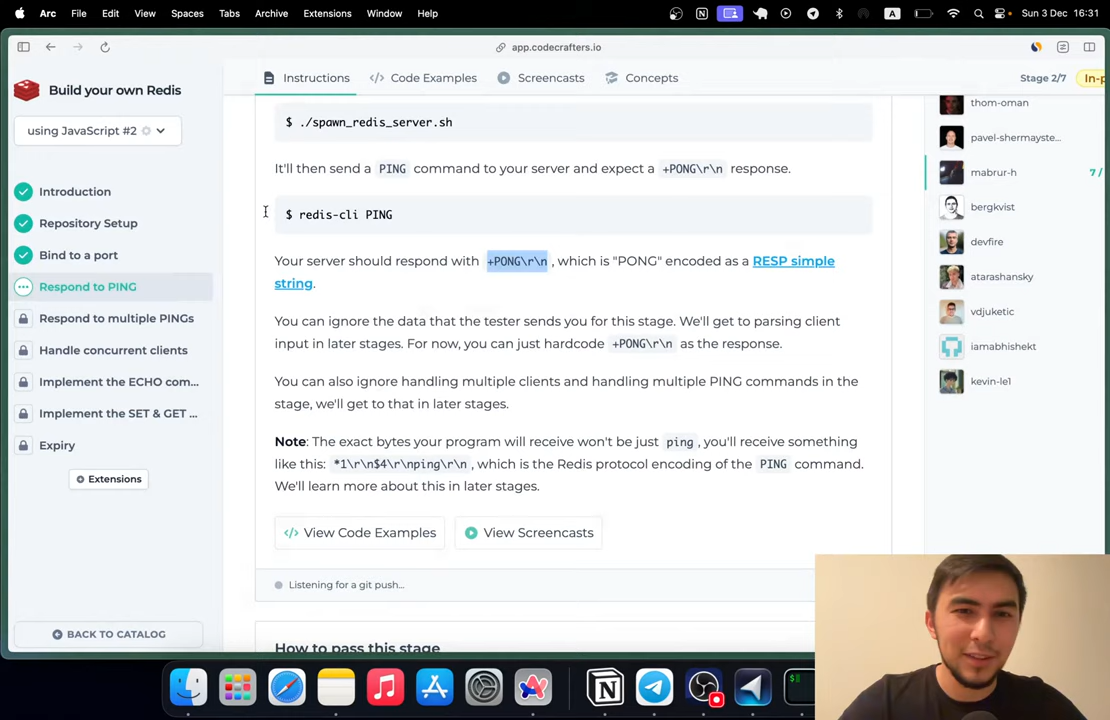 Arc File Edit View Spaces Tabs Archive Extensions Window Help A Sun 3 Dec 16:31
app.codecrafters.io
Build your own Redis
using JavaScript #2
Introduction
Repository Setup
Bind to a port
Respond to PING
Respond to multiple PINGs
Handle concurrent clients
Implement the ECHO com...
Implement the SET & GET ...
Expiry
Extensions
BACK TO CATALOG
Instructions Code Examples Screencasts Concepts Stage 2/7 In-p
$ ./spawn_redis_server.sh
It'll then send a PING command to your server and expect a +PONG\r\n response.
$ redis-cli PING
Your server should respond with +PONG\r\n, which is "PONG" encoded as a RESP simple
string.
You can ignore the data that the tester sends you for this stage. We'll get to parsing client
input in later stages. For now, you can just hardcode +PONG\r\n as the response.
You can also ignore handling multiple clients and handling multiple PING commands in the
stage, we'll get to that in later stages.
Note: The exact bytes your program will receive won't be just ping, you'll receive something
like this: *1\r\n$4\r\nping\r\n, which is the Redis protocol encoding of the PING command.
We'll learn more about this in later stages.
View Code Examples View Screencasts
Listening for a git push...
How to pass this stage
thom-oman
pavel-shermayste...
mabrur-h 7/
bergkvist
devfire
atarashansky
vdjuketic
iamabhishekt
kevin-le1